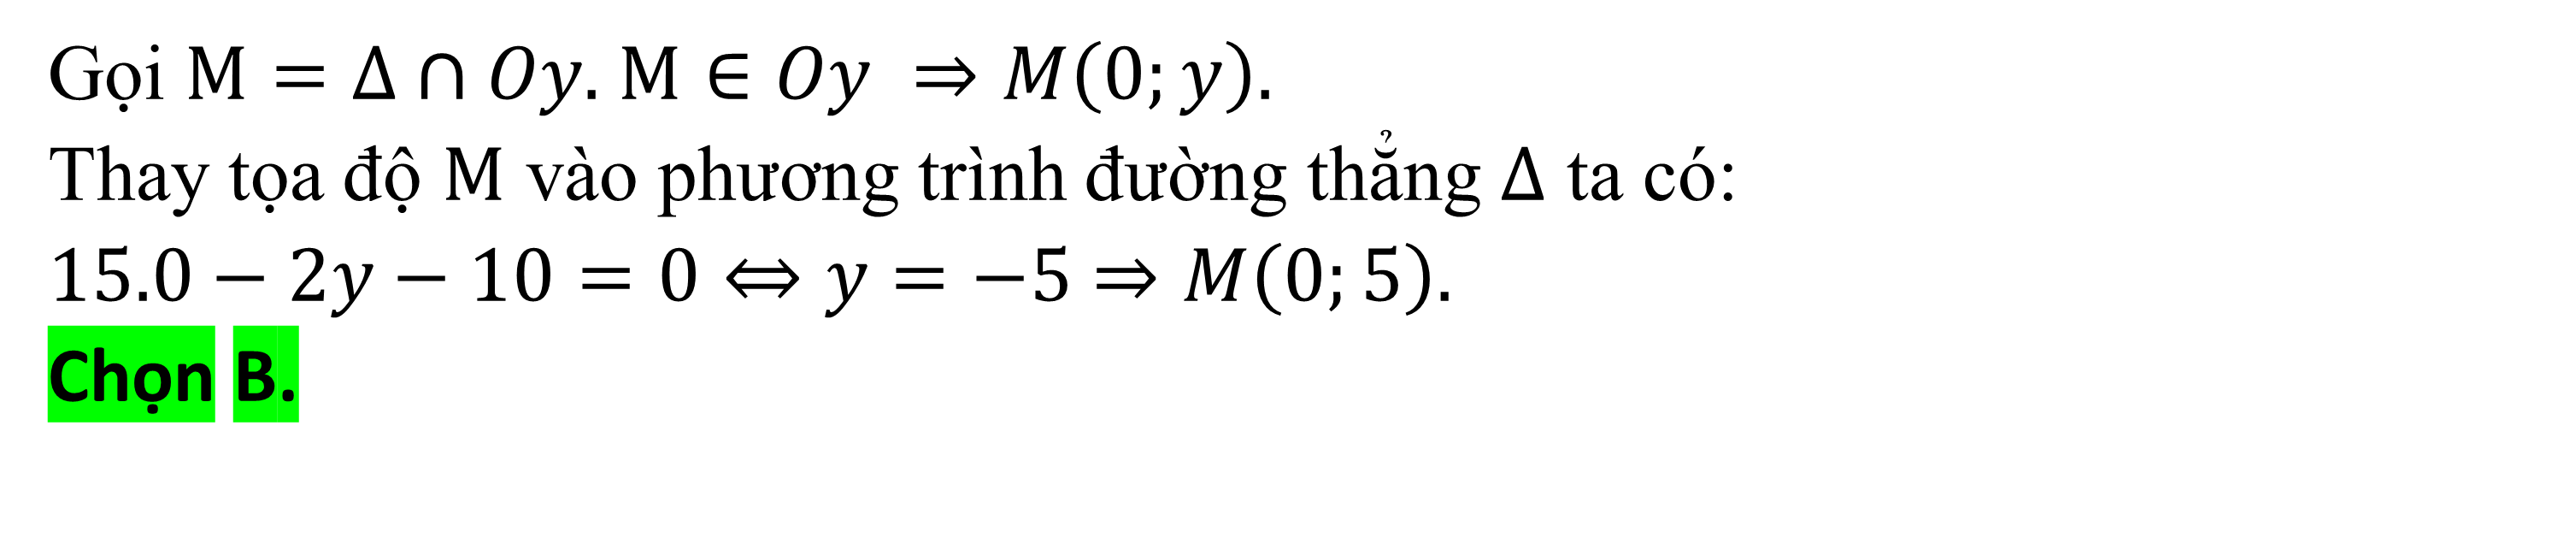 Gọi M = Δ ∩ Oy. M ∈ Oy ⇒ M(0; y).
Thay tọa độ M vào phương trình đường thẳng Δ ta có:
15.0 − 2y − 10 = 0 ⇔ y = −5 ⇒ M(0; 5).
Chọn B.